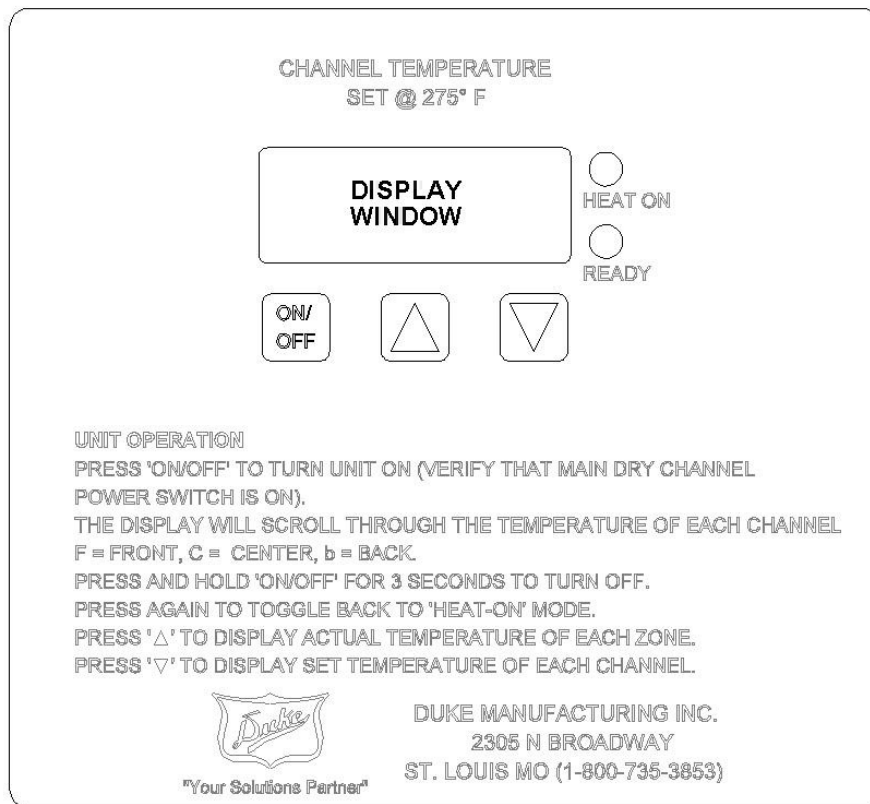 CHANNEL TEMPERATURE
SET @ 275° F
DISPLAY
WINDOW
HEAT ON
READY
ON/
OFF
UNIT OPERATION
PRESS 'ON/OFF' TO TURN UNIT ON (VERIFY THAT MAIN DRY CHANNEL
POWER SWITCH IS ON).
THE DISPLAY WILL SCROLL THROUGH THE TEMPERATURE OF EACH CHANNEL
F = FRONT, C = CENTER, b = BACK.
PRESS AND HOLD 'ON/OFF' FOR 3 SECONDS TO TURN OFF.
PRESS AGAIN TO TOGGLE BACK TO 'HEAT-ON' MODE.
PRESS '△' TO DISPLAY ACTUAL TEMPERATURE OF EACH ZONE.
PRESS '▽' TO DISPLAY SET TEMPERATURE OF EACH CHANNEL.
Duke
"Your Solutions Partner"
DUKE MANUFACTURING INC.
2305 N BROADWAY
ST. LOUIS MO (1-800-735-3853)